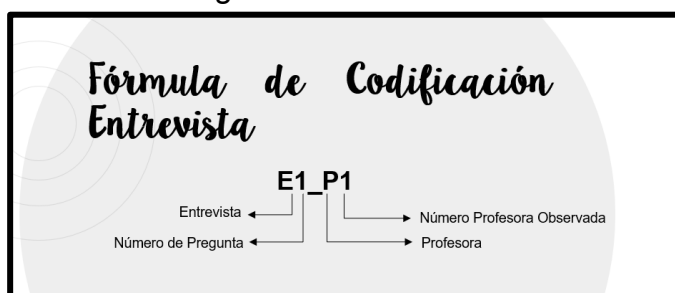 Fórmula de Codificación
Entrevista
E1_P1
Entrevista
Número Profesora Observada
Número de Pregunta
Profesora